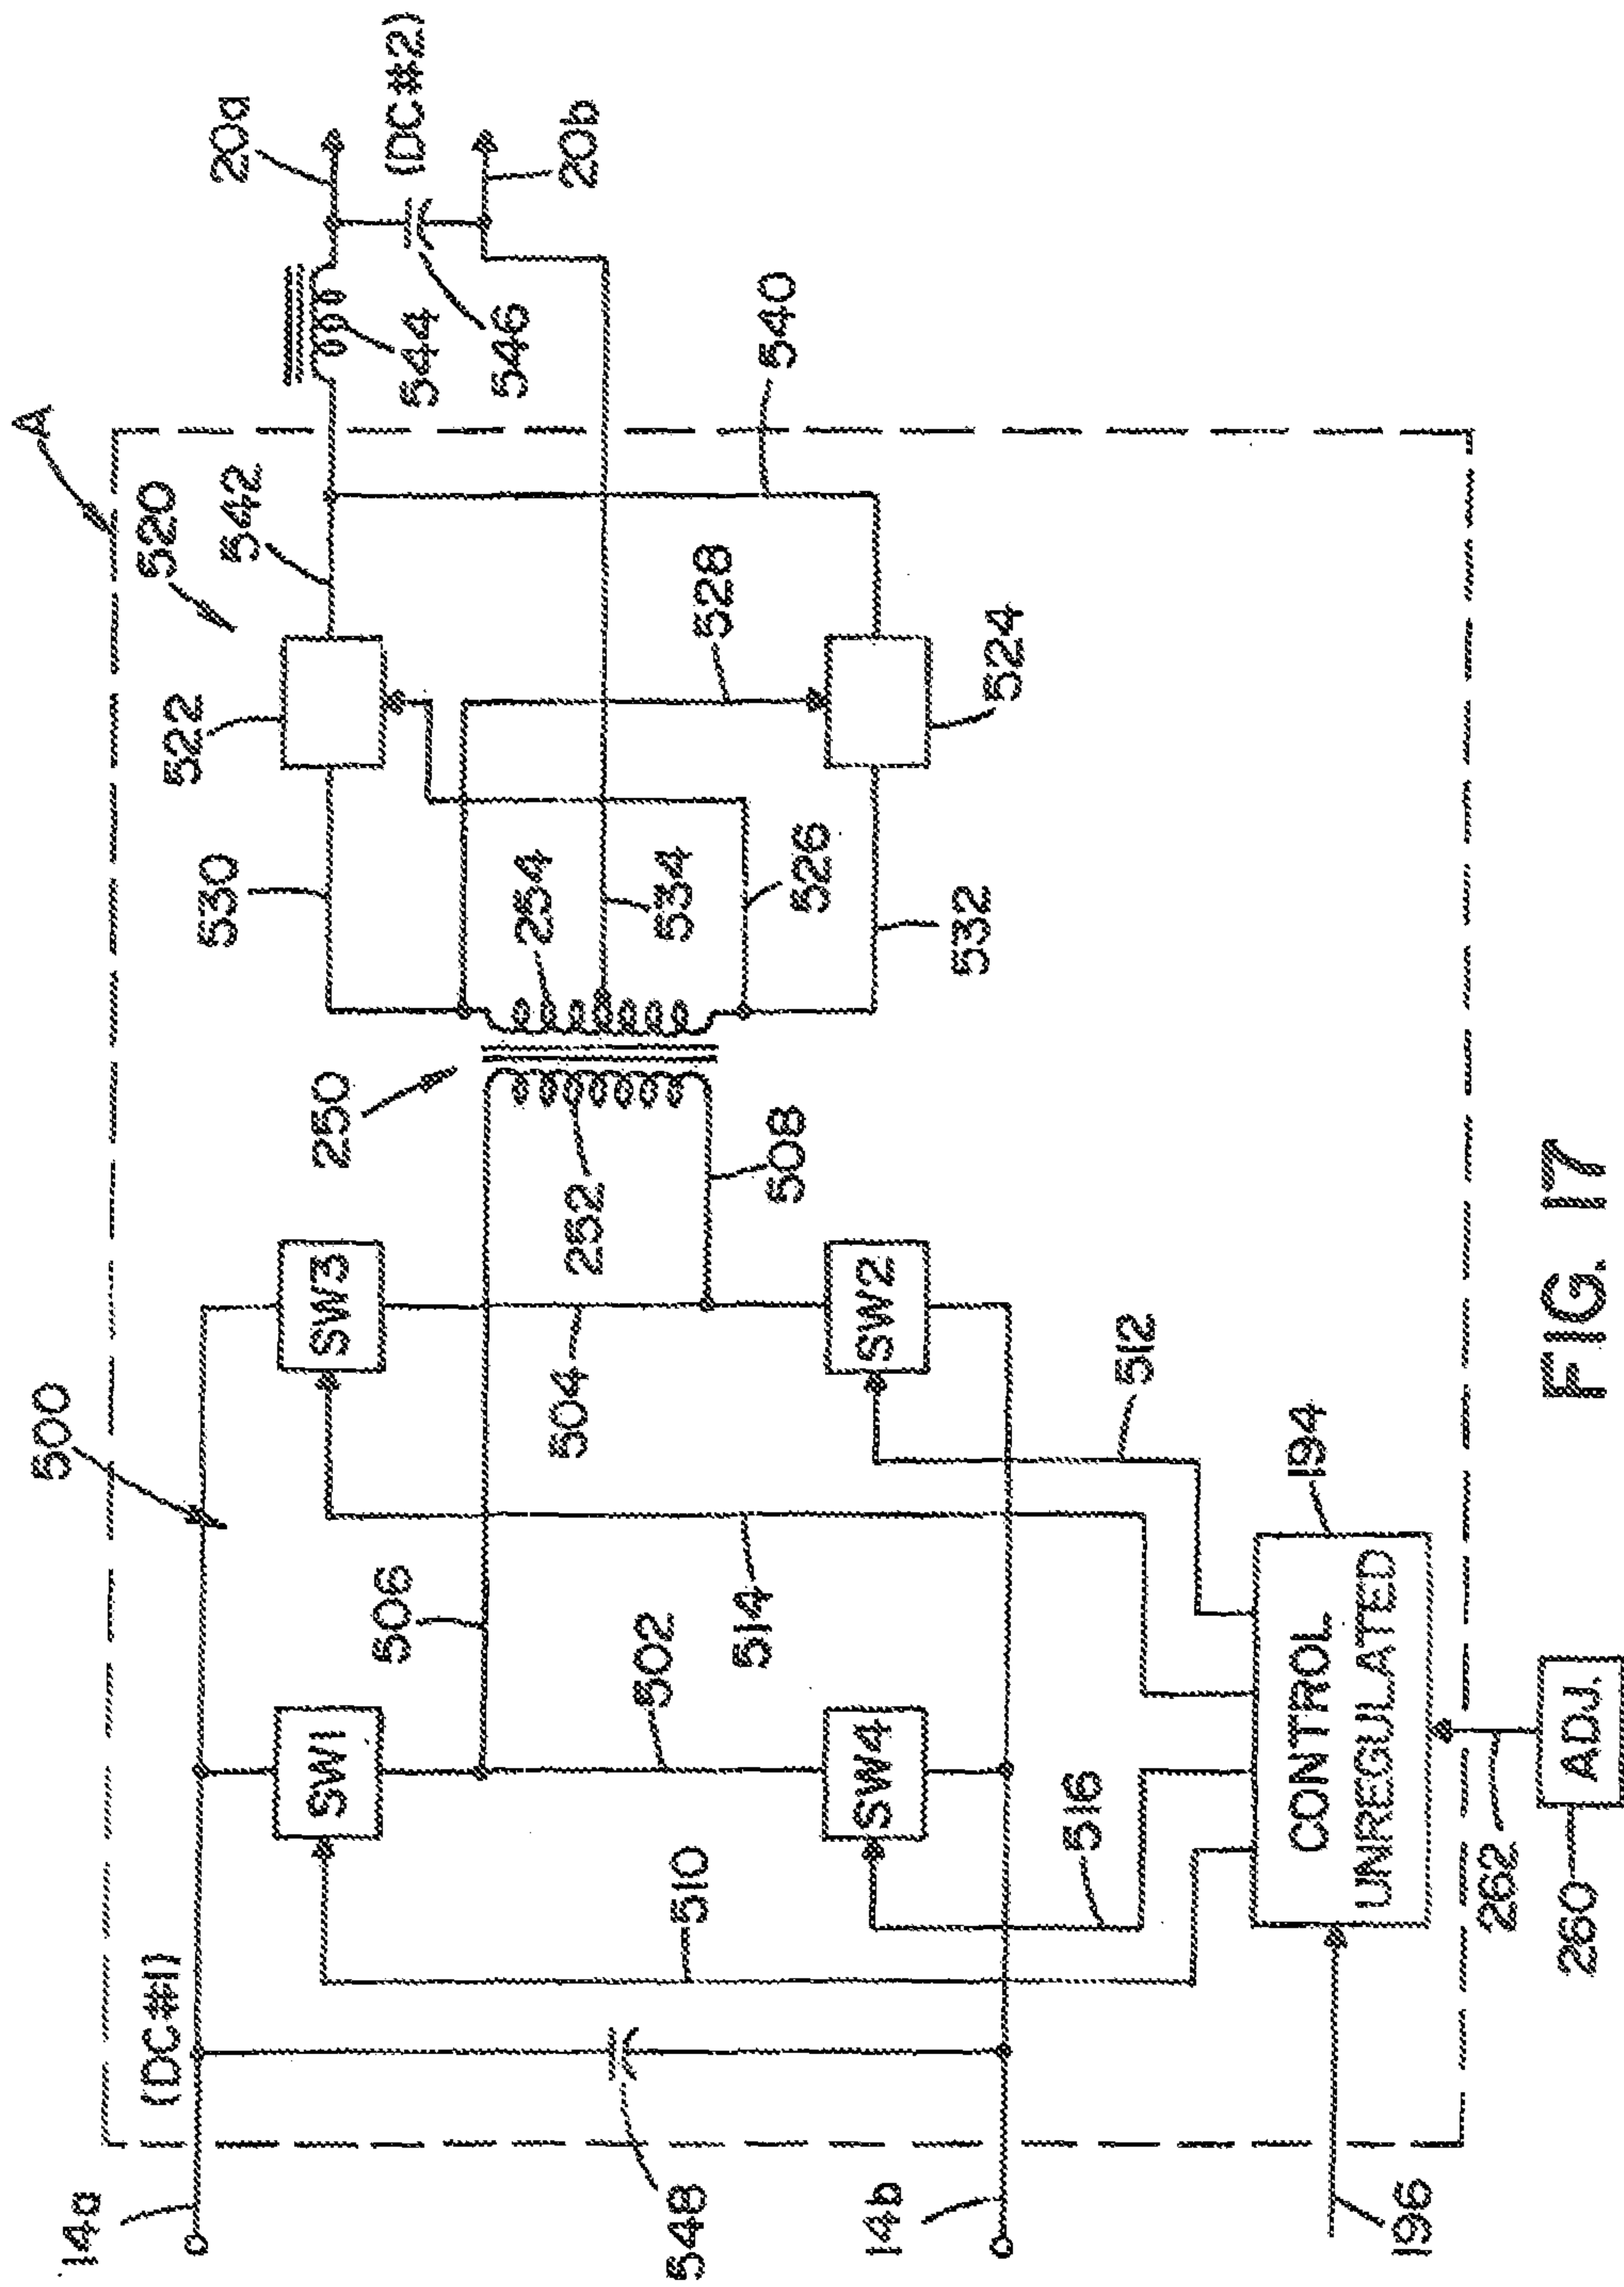 14a
(DC#1)
500
A
520
20a
(DC#2)
20b
548
14b
510
SW1
506
502
SW4
516
514
SW3
504
SW2
512
250
252
508
254
530
522
542
534
526
532
528
524
540
544
546
196
CONTROL
UNREGULATED
194
262
260
ADJ.
FIG. 17